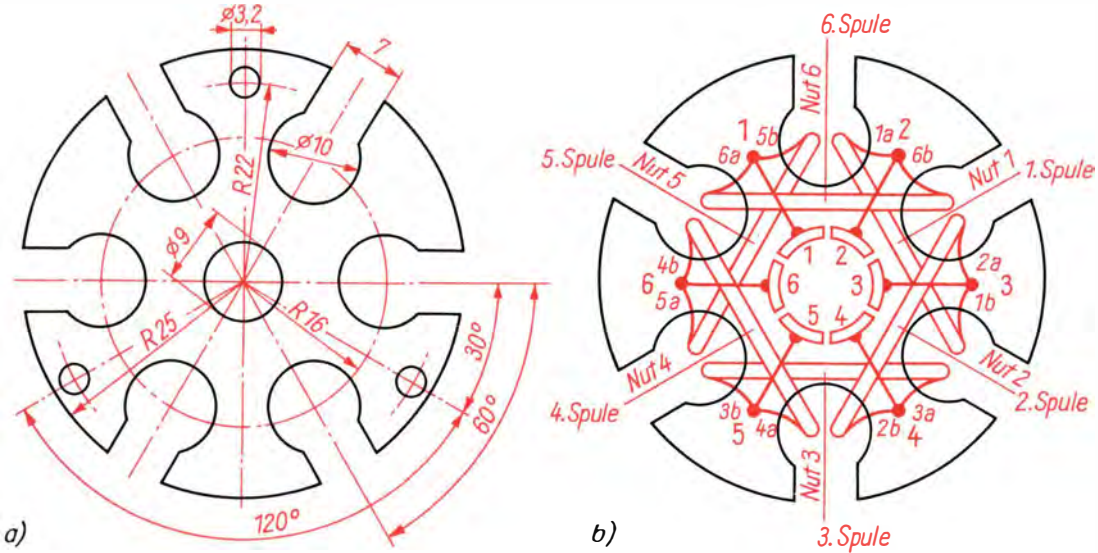 ø3,2
7
ø10
R22
ø9
R25
R16
30°
60°
120°
a)
6. Spule
Nut 6
1 5b
6a
1a 2
6b
5. Spule
Nut 5
Nut 1
1. Spule
4b
6
5a
2a
3
1b
1 2
6 3
5 4
Nut 4
4. Spule
Nut 2
2. Spule
3b 4a
5
3a
2b 4
Nut 3
3. Spule
b)